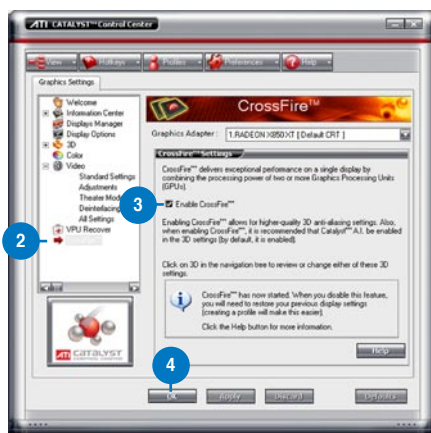 ATI CATALYST™ Control Center
View
Hotkeys
Profiles
Preferences
Help
Graphics Settings
Welcome
Information Center
Displays Manager
Display Options
3D
Color
Video
Standard Settings
Adjustments
Theater Mode
Deinterlacing
All Settings
VPU Recover
2
CrossFire™
Graphics Adapter: 1.RADEON X850 XT [ Default CRT ]
CrossFire™ Settings
CrossFire™ delivers exceptional performance on a single display by
combining the processing power of two or more Graphics Processing Units
(GPUs).
3
Enable CrossFire™
Enabling CrossFire™ allows for higher-quality 3D anti-aliasing settings. Also,
when enabling CrossFire™, it is recommended that Catalyst™ A.I. be enabled
in the 3D settings (by default, it is enabled).
Click on 3D in the navigation tree to review or change either of these 3D
settings.
CrossFire™ has now started. When you disable this feature,
you will need to restore your previous display settings
(creating a profile will make this easier).
Click the Help button for more information.
Help
ATI CATALYST
4
OK
Apply
Discard
Defaults